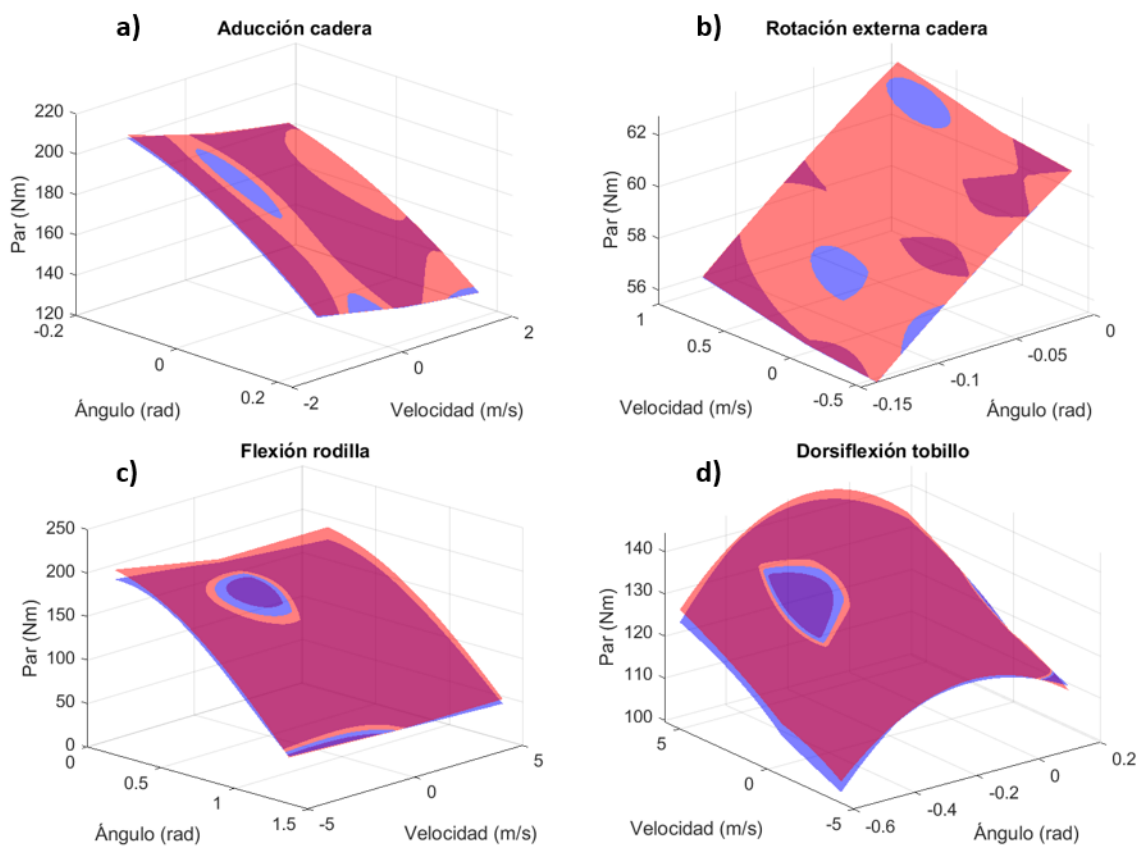 a)
Aducción cadera
220
200
180
160
140
120
Par (Nm)
-0.2
0
0.2
Ángulo (rad)
-2
0
2
Velocidad (m/s)
b)
Rotación externa cadera
62
60
58
56
Par (Nm)
1
0.5
0
-0.5
Velocidad (m/s)
-0.15
-0.1
-0.05
0
Ángulo (rad)
c)
Flexión rodilla
250
200
150
100
50
0
Par (Nm)
0
0.5
1
1.5
Ángulo (rad)
-5
0
5
Velocidad (m/s)
d)
Dorsiflexión tobillo
140
130
120
110
100
Par (Nm)
5
0
-5
Velocidad (m/s)
-0.6
-0.4
-0.2
0
0.2
Ángulo (rad)